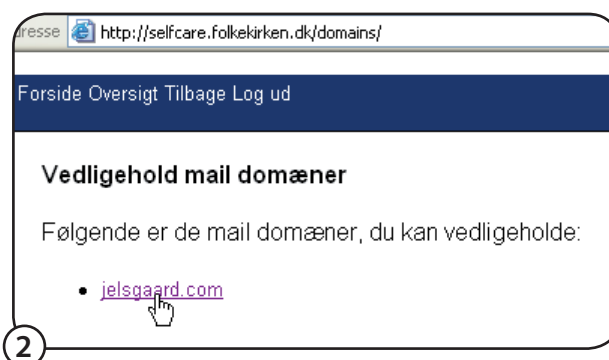 resse http://selfcare.folkekirken.dk/domains/
Forside Oversigt Tilbage Log ud
Vedligehold mail domæner
Følgende er de mail domæner, du kan vedligeholde:
• jelsgaard.com
2